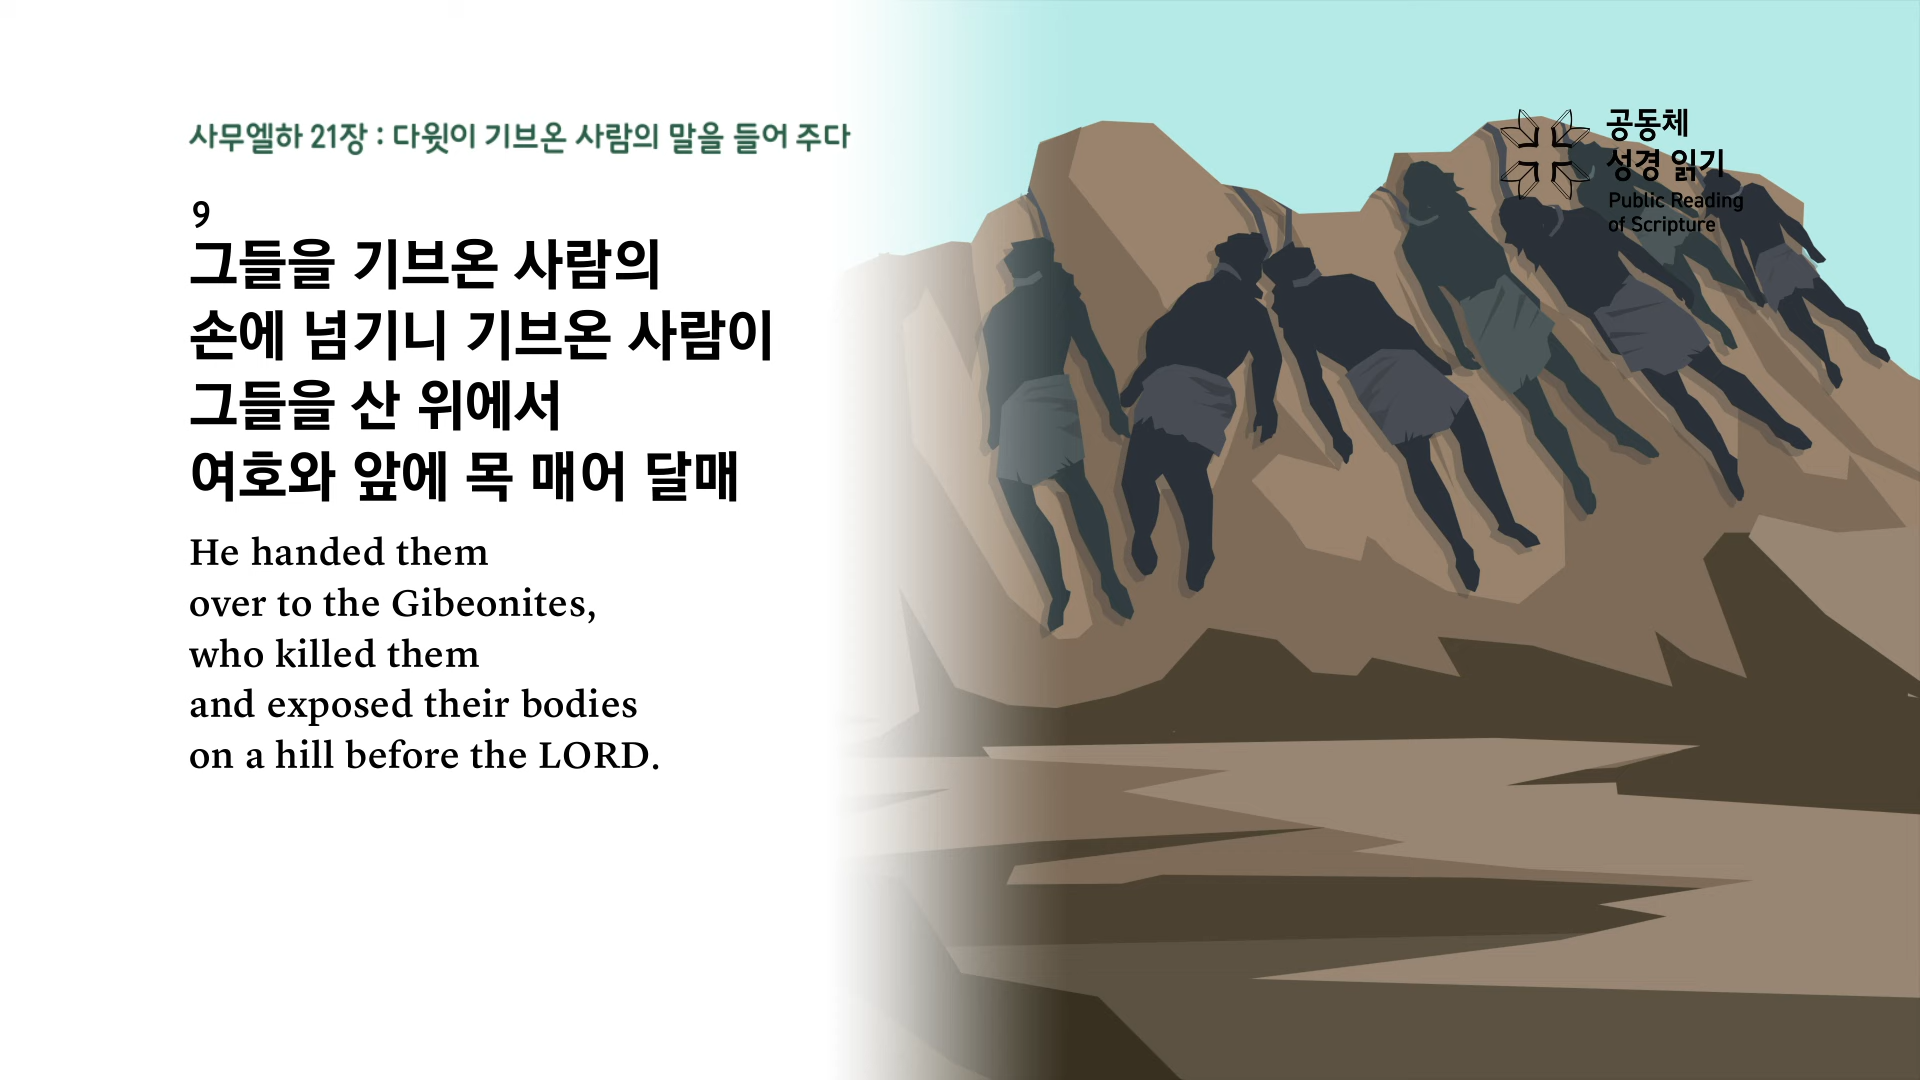 사무엘하 21장 : 다윗이 기브온 사람의 말을 들어 주다
9
그들을 기브온 사람의
손에 넘기니 기브온 사람이
그들을 산 위에서
여호와 앞에 목 매어 달매
He handed them
over to the Gibeonites,
who killed them
and exposed their bodies
on a hill before the LORD.
공동체
성경 읽기
Public Reading
of Scripture